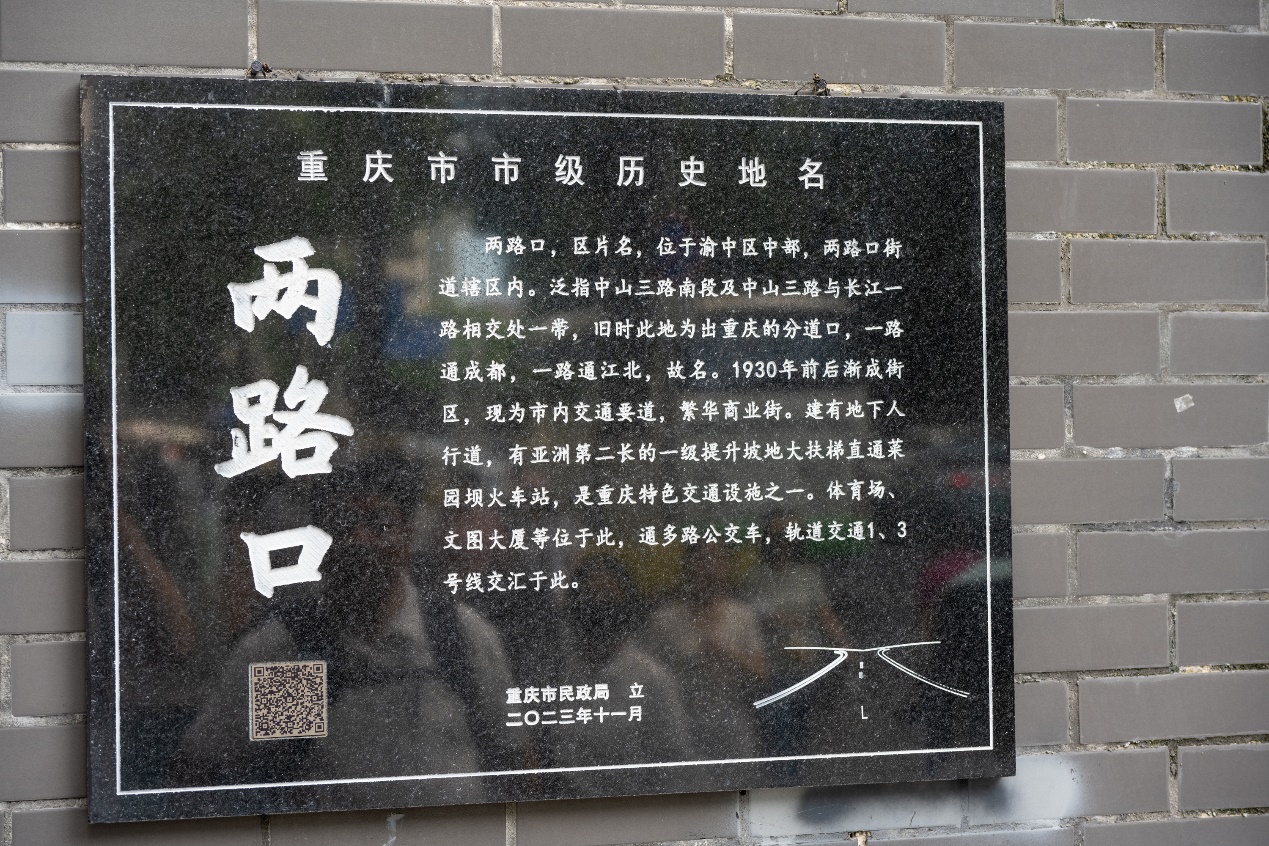 重庆市市级历史地名
两路口
两路口，区片名，位于渝中区中部，两路口街
道辖区内。泛指中山三路南段及中山三路与长江一
路相交处一带，旧时此地为出重庆的分道口，一路
通成都，一路通江北，故名。1930年前后渐成街
区，现为市内交通要道，繁华商业街。建有地下人
行道，有亚洲第二长的一级提升坡地大扶梯直通菜
园坝火车站，是重庆特色交通设施之一。体育场、
文图大厦等位于此，通多路公交车，轨道交通1、3
号线交汇于此。
重庆市民政局　立
二〇二三年十一月